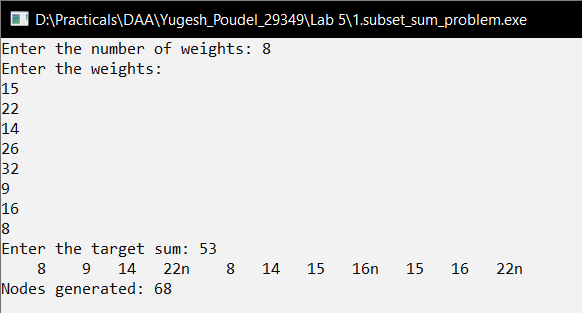 D:\Practicals\DAA\Yugesh_Poudel_29349\Lab 5\1.subset_sum_problem.exe
Enter the number of weights: 8
Enter the weights:
15
22
14
26
32
9
16
8
Enter the target sum: 53
    8    9   14   22n    8   14   15   16n   15   16   22n
Nodes generated: 68